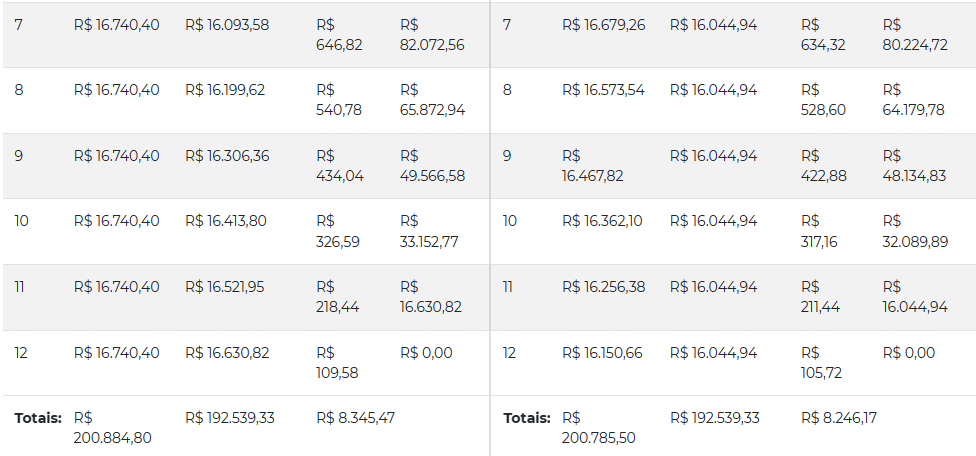 7 R$ 16.740,40 R$ 16.093,58 R$ R$ 7 R$ 16.679,26 R$ 16.044,94 R$ R$
646,82 82.072,56 634,32 80.224,72
8 R$ 16.740,40 R$ 16.199,62 R$ R$ 8 R$ 16.573,54 R$ 16.044,94 R$ R$
540,78 65.872,94 528,60 64.179,78
9 R$ 16.740,40 R$ 16.306,36 R$ R$ 9 R$ R$ 16.044,94 R$ R$
434,04 49.566,58 16.467,82 422,88 48.134,83
10 R$ 16.740,40 R$ 16.413,80 R$ R$ 10 R$ 16.362,10 R$ 16.044,94 R$ R$
326,59 33.152,77 317,16 32.089,89
11 R$ 16.740,40 R$ 16.521,95 R$ R$ 11 R$ 16.256,38 R$ 16.044,94 R$ R$
218,44 16.630,82 211,44 16.044,94
12 R$ 16.740,40 R$ 16.630,82 R$ R$ 0,00 12 R$ 16.150,66 R$ 16.044,94 R$ R$ 0,00
109,58 105,72
Totais: R$ R$ 192.539,33 R$ 8.345,47 Totais: R$ R$ 192.539,33 R$ 8.246,17
200.884,80 200.785,50